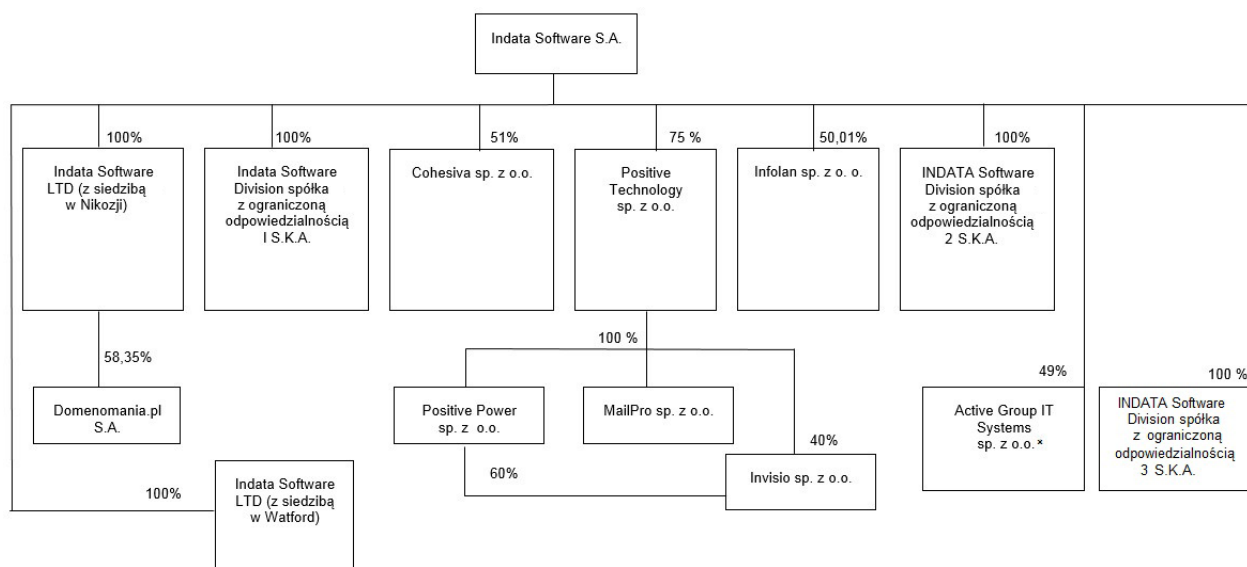 Indata Software S.A.
100%
100%
51%
75 %
50,01%
100%
Indata Software
LTD (z siedzibą
w Nikozji)
Indata Software
Division spółka
z ograniczoną
odpowiedzialnością
I S.K.A.
Cohesiva sp. z o.o.
Positive
Technology
sp. z o.o.
Infolan sp. z o. o.
INDATA Software
Division spółka
z ograniczoną
odpowiedzialnością
2 S.K.A.
58,35%
100 %
49%
100 %
Domenomania.pl
S.A.
Positive Power
sp. z o.o.
MailPro sp. z o.o.
Active Group IT
Systems
sp. z o.o.*
INDATA Software
Division spółka
z ograniczoną
odpowiedzialnością
3 S.K.A.
40%
60%
Invisio sp. z o.o.
100%
Indata Software
LTD (z siedzibą
w Watford)